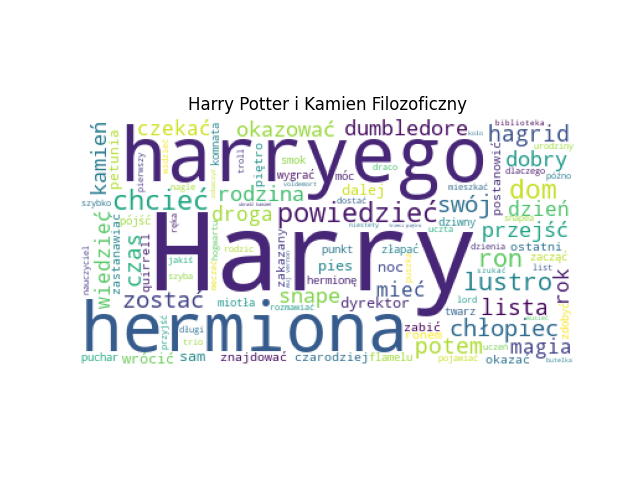 Harry Potter i Kamien Filozoficzny
biblioteka
czekać
okazować
dumbledore
hagrid
kamień
petunia
pierwszy
harryego
troll
komnata
piętro
smok
wygrać
móc
draco
voldemort
postanowić
urodziny
dobry
dlaczego
późno
szybko
nagle
chcieć
rodzina
dalej
dostać
mieszkać
swój
dom
wiedzieć
pójść
ręka
droga
powiedzieć
dziwny
uczta
dzień
przejść
nauczyciel
zastanawiać
czas
quirrell
Harry
hogwartu
rodzic
zakazany
niestety
punkt
złapać
dzienia
ostatni
zacząć
jakiś
szyba
pies
hermionę
noc
ron
szukać
list
rok
zostać
miotła
snape
rozmawiać
mieć
dyrektor
lustro
lord
lista
twarz
zdobyć
hermiona
długi
przyjść
trio
zabić
ronem
chłopiec
puchar
wrócić
sam
znajdować
czarodziej
flamelu
potem
pojawiać
uczeń
okazać
magia
butelka